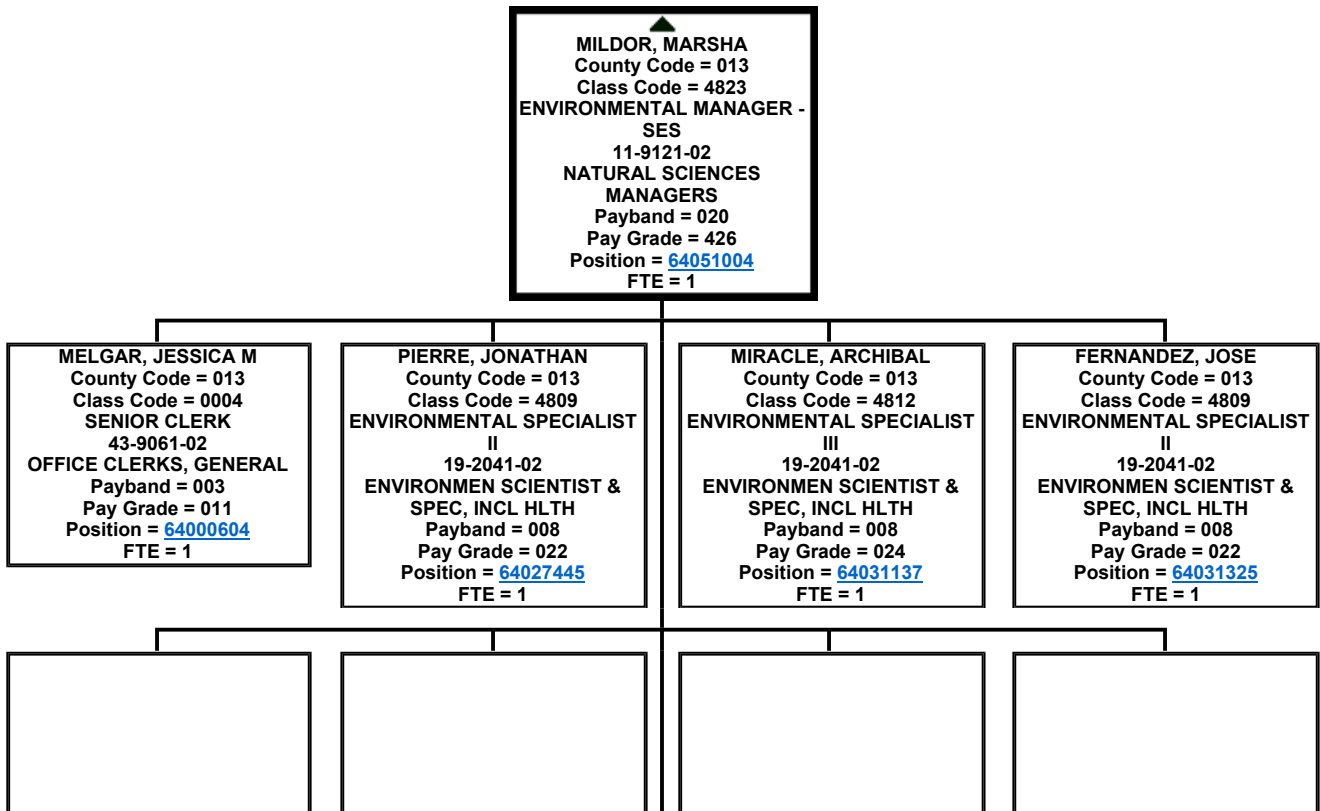 MILDOR, MARSHA
County Code = 013
Class Code = 4823
ENVIRONMENTAL MANAGER -
SES
11-9121-02
NATURAL SCIENCES
MANAGERS
Payband = 020
Pay Grade = 426
Position = 64051004
FTE = 1
MELGAR, JESSICA M
County Code = 013
Class Code = 0004
SENIOR CLERK
43-9061-02
OFFICE CLERKS, GENERAL
Payband = 003
Pay Grade = 011
Position = 64000604
FTE = 1
PIERRE, JONATHAN
County Code = 013
Class Code = 4809
ENVIRONMENTAL SPECIALIST
II
19-2041-02
ENVIRONMEN SCIENTIST &
SPEC, INCL HLTH
Payband = 008
Pay Grade = 022
Position = 64027445
FTE = 1
MIRACLE, ARCHIBAL
County Code = 013
Class Code = 4812
ENVIRONMENTAL SPECIALIST
III
19-2041-02
ENVIRONMEN SCIENTIST &
SPEC, INCL HLTH
Payband = 008
Pay Grade = 024
Position = 64031137
FTE = 1
FERNANDEZ, JOSE
County Code = 013
Class Code = 4809
ENVIRONMENTAL SPECIALIST
II
19-2041-02
ENVIRONMEN SCIENTIST &
SPEC, INCL HLTH
Payband = 008
Pay Grade = 022
Position = 64031325
FTE = 1